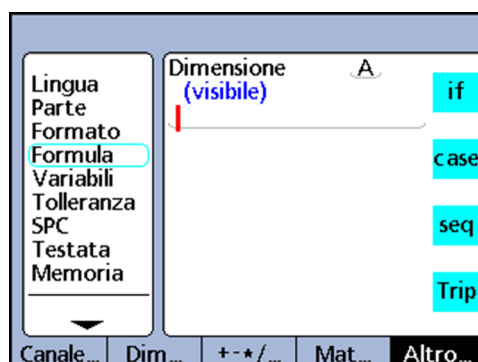 Lingua
Parte
Formato
Formula
Variabili
Tolleranza
SPC
Testata
Memoria
Dimensione A
(visibile)
if
case
seq
Trip
Canale... Dim... +-*/... Mat... Altro...